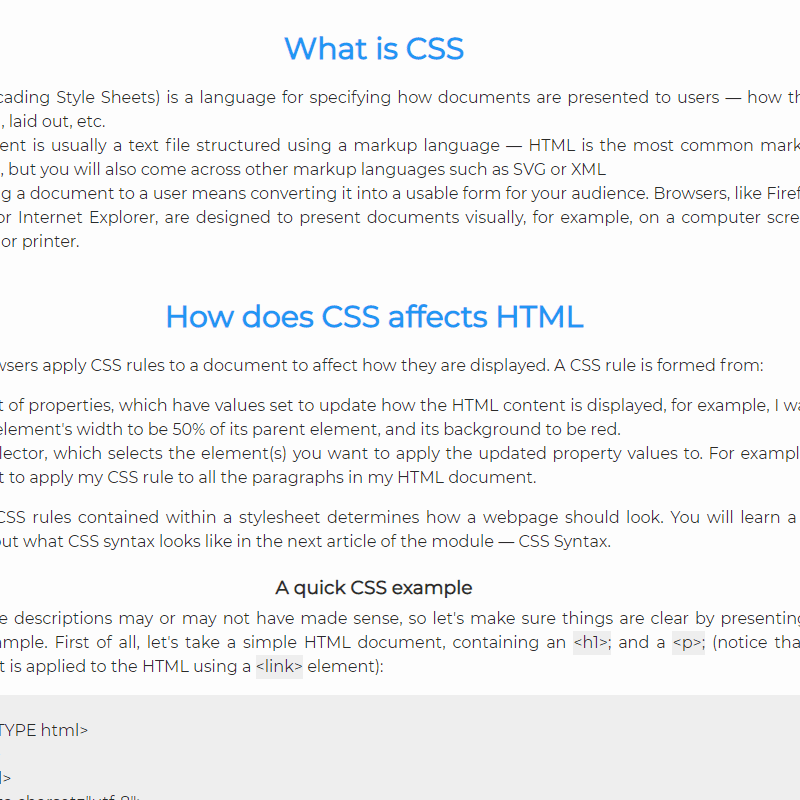 What is CSS
cading Style Sheets) is a language for specifying how documents are presented to users — how th
, laid out, etc.
ent is usually a text file structured using a markup language — HTML is the most common mark
, but you will also come across other markup languages such as SVG or XML
g a document to a user means converting it into a usable form for your audience. Browsers, like Firef
or Internet Explorer, are designed to present documents visually, for example, on a computer scre
or printer.
How does CSS affects HTML
wsers apply CSS rules to a document to affect how they are displayed. A CSS rule is formed from:
t of properties, which have values set to update how the HTML content is displayed, for example, I wa
element's width to be 50% of its parent element, and its background to be red.
lector, which selects the element(s) you want to apply the updated property values to. For exampl
t to apply my CSS rule to all the paragraphs in my HTML document.
CSS rules contained within a stylesheet determines how a webpage should look. You will learn a
out what CSS syntax looks like in the next article of the module — CSS Syntax.
A quick CSS example
e descriptions may or may not have made sense, so let's make sure things are clear by presenting
ample. First of all, let's take a simple HTML document, containing an <h1>; and a <p>; (notice tha
t is applied to the HTML using a <link> element):
TYPE html>
l>
charset="utf-8";